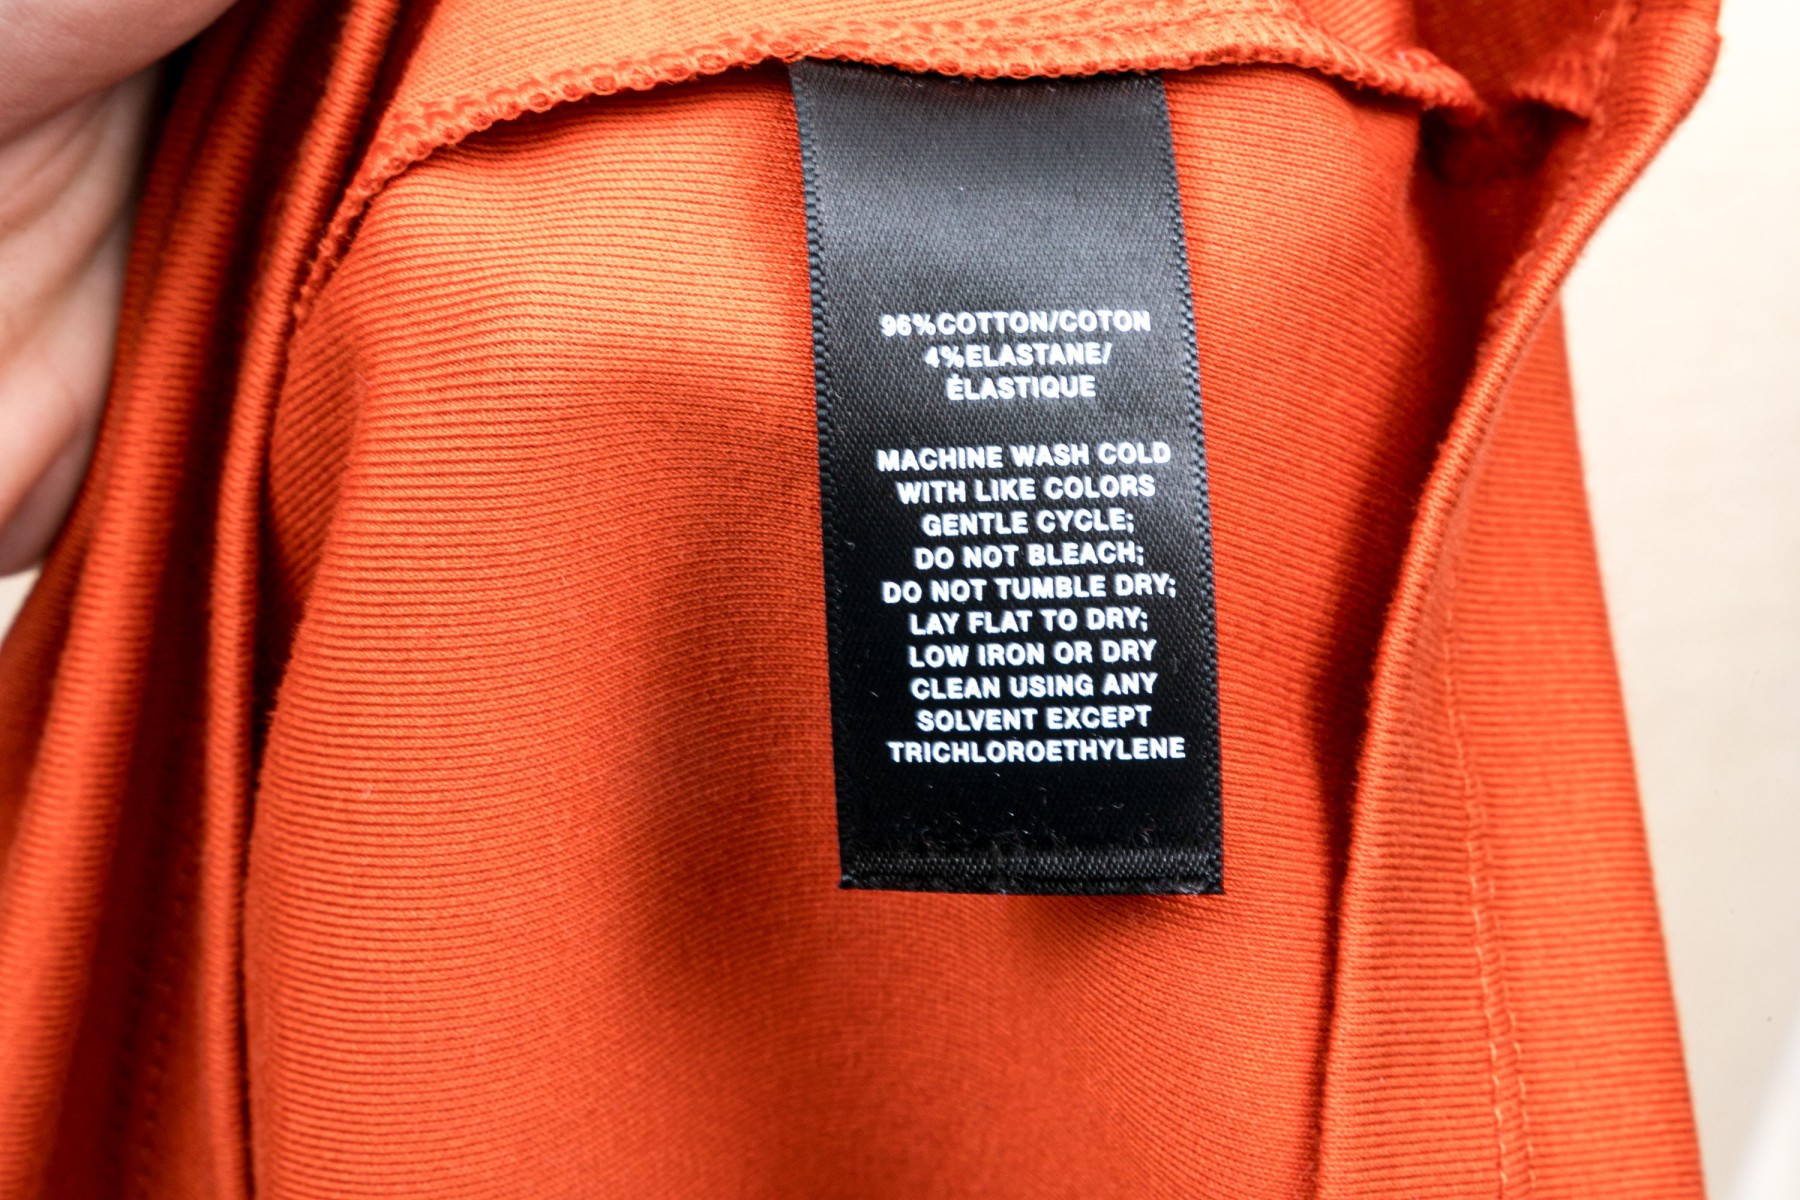 96%COTTON/COTON
4%ELASTANE/
ÉLASTIQUE
MACHINE WASH COLD
WITH LIKE COLORS
GENTLE CYCLE;
DO NOT BLEACH;
DO NOT TUMBLE DRY;
LAY FLAT TO DRY;
LOW IRON OR DRY
CLEAN USING ANY
SOLVENT EXCEPT
TRICHLOROETHYLENE